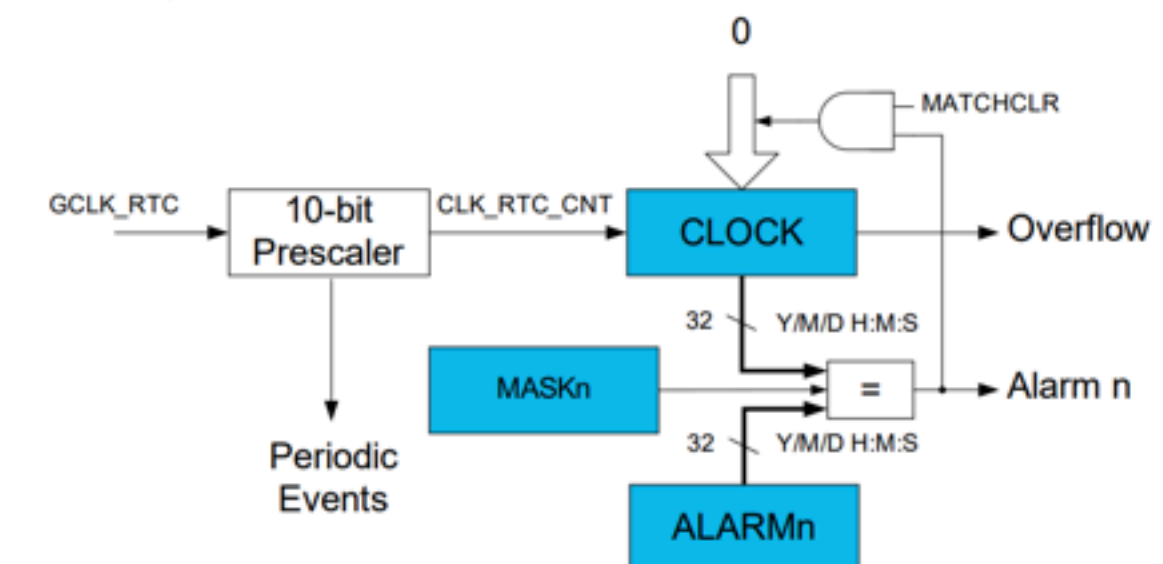 0
MATCHCLR
GCLK_RTC
10-bit
Prescaler
CLK_RTC_CNT
CLOCK
Overflow
32
Y/M/D H:M:S
MASKn
=
Alarm n
Periodic
Events
32
Y/M/D H:M:S
ALARMn